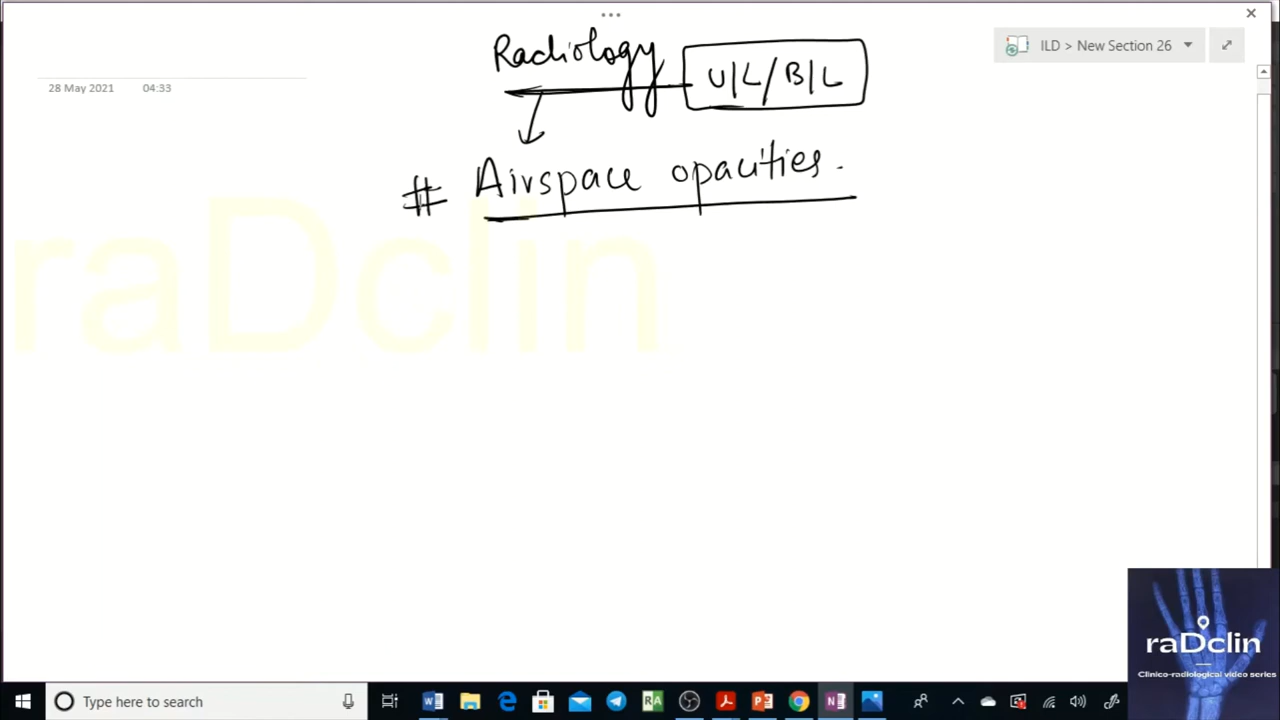 ...
ILD > New Section 26
Radiology
U/L/B/L
28 May 2021 04:33
# Airspace opacities.
raDclin
Type here to search
raDclin
Clinico-radiological video series